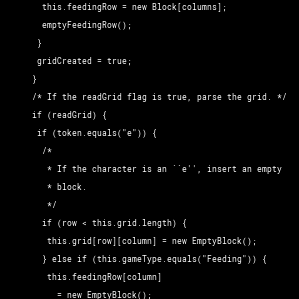 this.feedingRow = new Block[columns];
emptyFeedingRow();
}
gridCreated = true;
}
/* If the readGrid flag is true, parse the grid. */
if (readGrid) {
if (token.equals("e")) {
/*
* If the character is an ``e'', insert an empty
* block.
*/
if (row < this.grid.length) {
this.grid[row][column] = new EmptyBlock();
} else if (this.gameType.equals("Feeding")) {
this.feedingRow[column]
= new EmptyBlock();